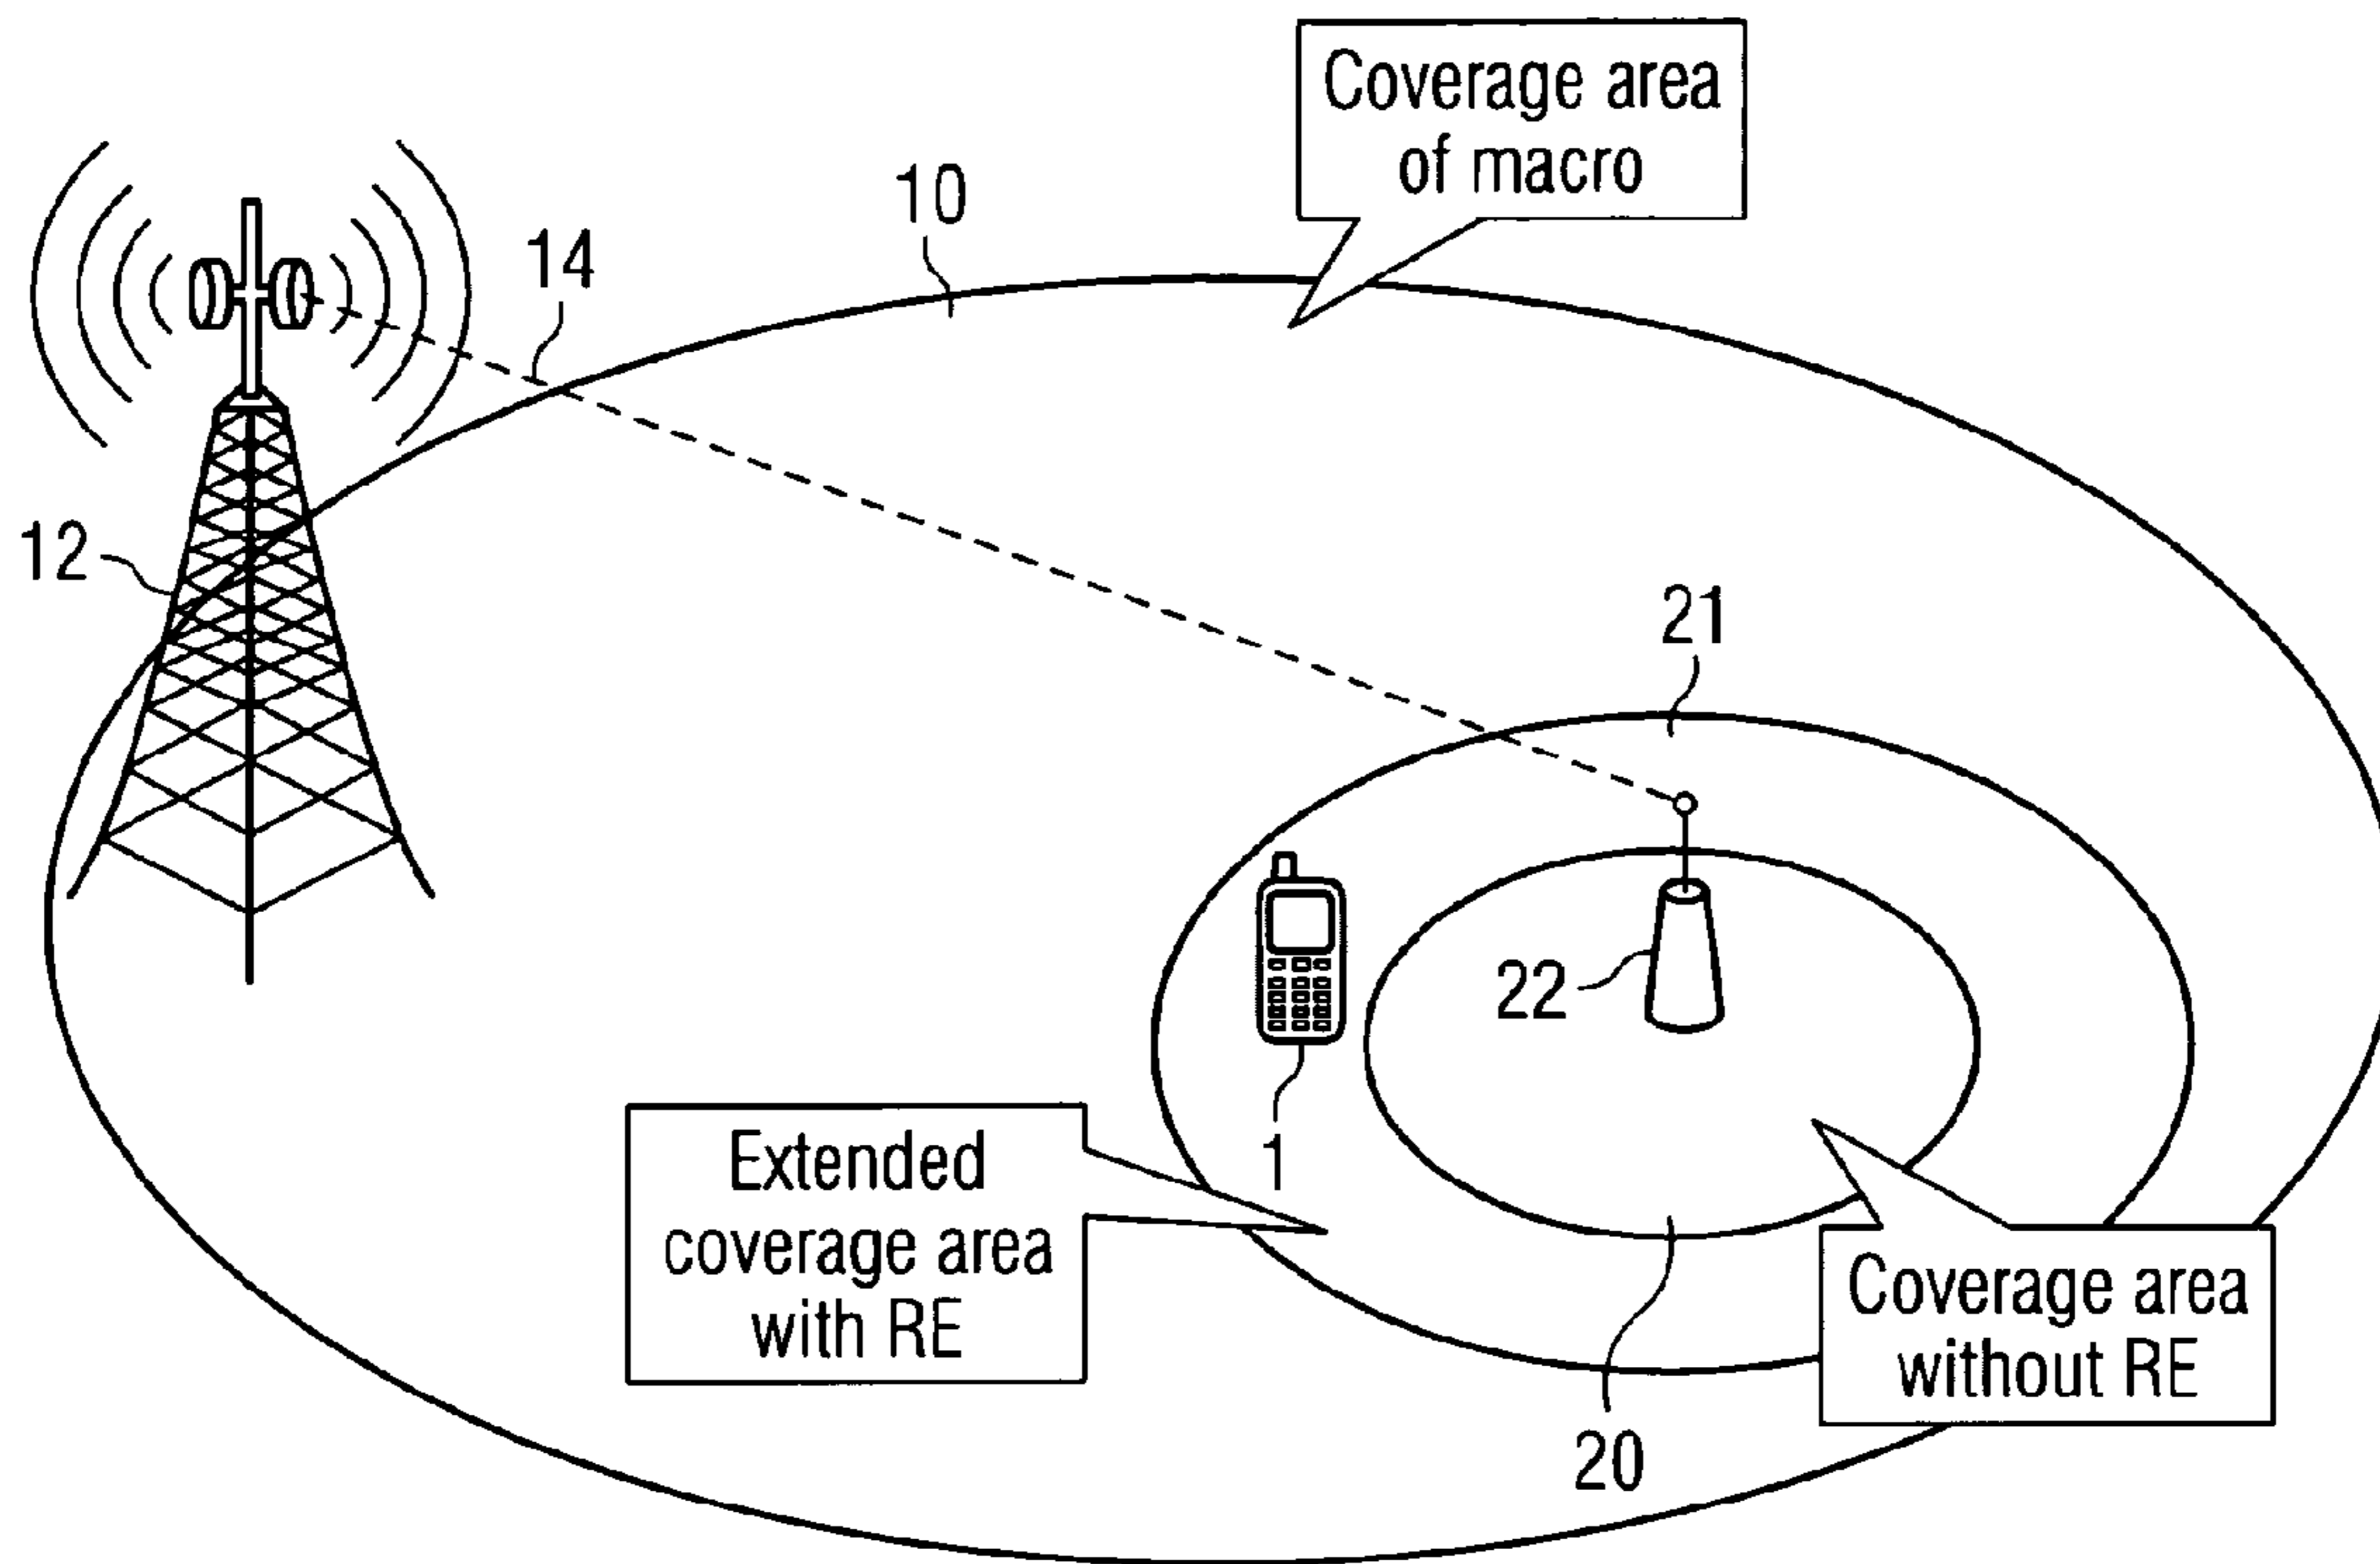 Coverage area
of macro
10
14
12
21
22
1
Extended
coverage area
with RE
Coverage area
without RE
20